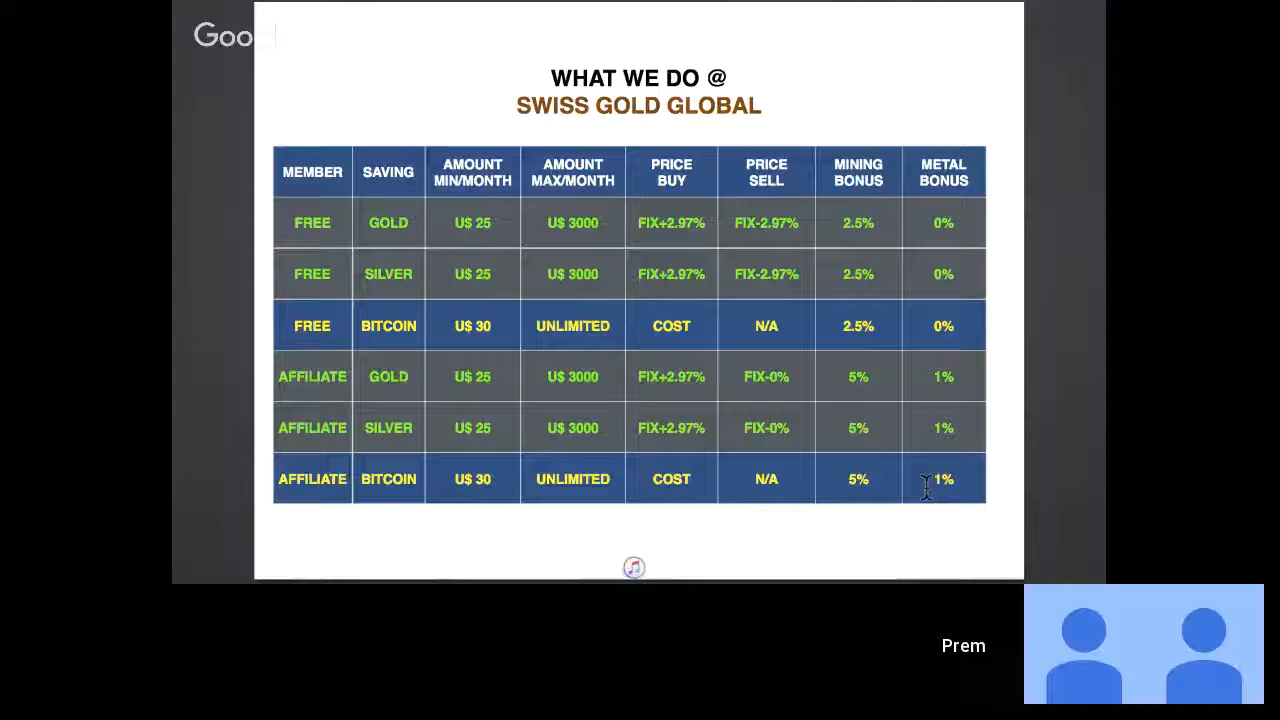 Goo
WHAT WE DO @
SWISS GOLD GLOBAL
MEMBER SAVING AMOUNT MIN/MONTH AMOUNT MAX/MONTH PRICE BUY PRICE SELL MINING BONUS METAL BONUS
FREE GOLD U$ 25 U$ 3000 FIX+2.97% FIX-2.97% 2.5% 0%
FREE SILVER U$ 25 U$ 3000 FIX+2.97% FIX-2.97% 2.5% 0%
FREE BITCOIN U$ 30 UNLIMITED COST N/A 2.5% 0%
AFFILIATE GOLD U$ 25 U$ 3000 FIX+2.97% FIX-0% 5% 1%
AFFILIATE SILVER U$ 25 U$ 3000 FIX+2.97% FIX-0% 5% 1%
AFFILIATE BITCOIN U$ 30 UNLIMITED COST N/A 5% 1%
Prem